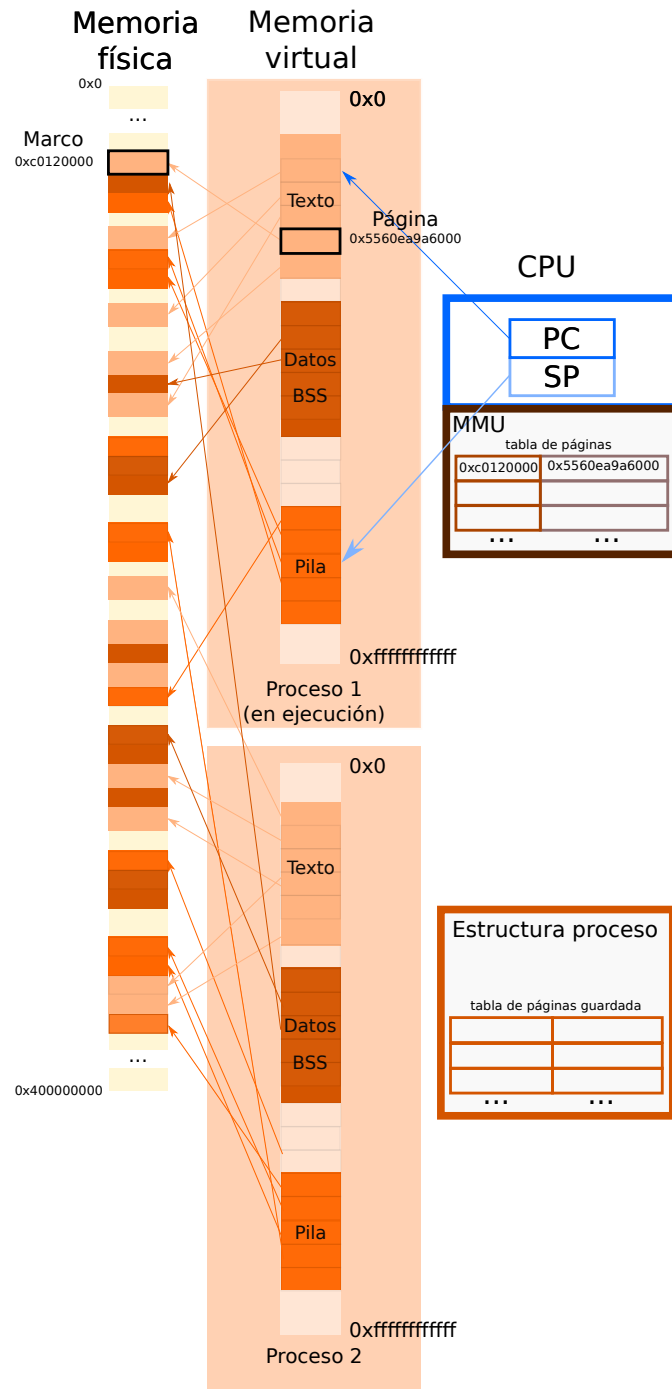 Memoria
física
Memoria
virtual
0x0
...
Marco
0xc0120000
0x0
Texto
Página
0x5560ea9a6000
Datos
BSS
Pila
0xffffffffffff
Proceso 1
(en ejecución)
CPU
PC
SP
MMU
tabla de páginas
0xc0120000
0x5560ea9a6000
...
...
0x0
Texto
Datos
BSS
Pila
0xffffffffffff
Proceso 2
...
0x400000000
Estructura proceso
tabla de páginas guardada
...
...